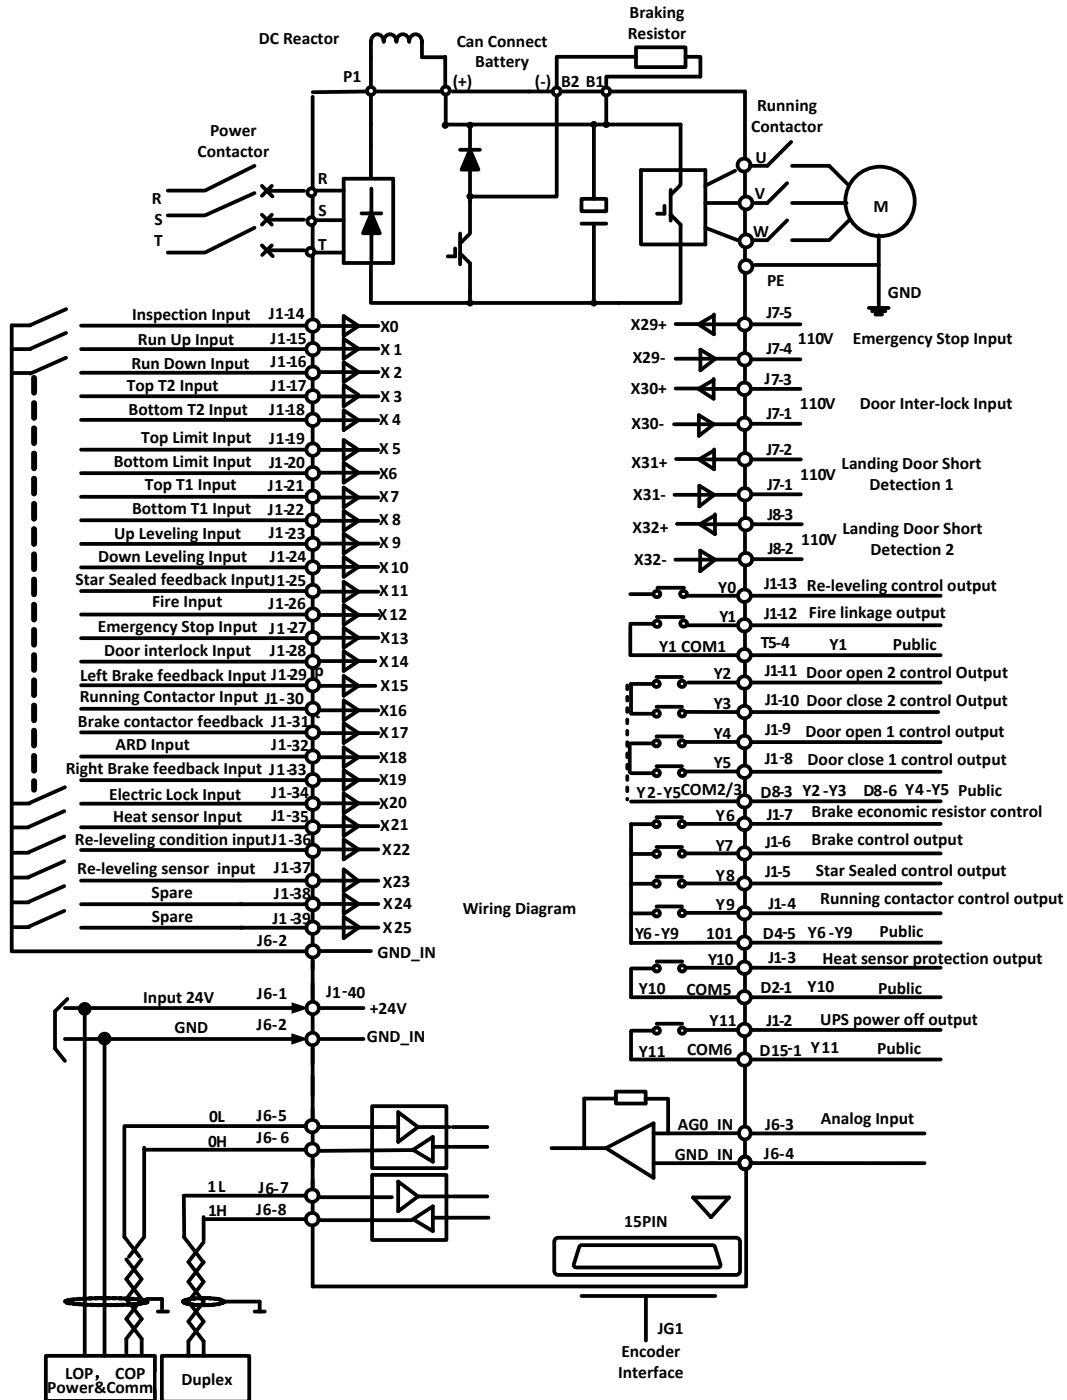 Braking
Resistor
DC Reactor
Can Connect
Battery
P1
(+)
(-)
B2
B1
Running
Contactor
Power
Contactor
R
S
T
R
S
T
U
V
W
M
PE
GND
Inspection Input J1-14 X0
Run Up Input J1-15 X 1
Run Down Input J1-16 X 2
Top T2 Input J1-17 X 3
Bottom T2 Input J1-18 X 4
Top Limit Input J1-19 X 5
Bottom Limit Input J1-20 X6
Top T1 Input J1-21 X7
Bottom T1 Input J1-22 X 8
Up Leveling Input J1-23 X 9
Down Leveling Input J1-24 X 10
Star Sealed feedback Input J1-25 X11
Fire Input J1-26 X12
Emergency Stop Input J1-27 X13
Door interlock Input J1-28 X14
Left Brake feedback Input J1-29 p X15
Running Contactor Input J1-30 X16
Brake contactor feedback J1-31 X17
ARD Input J1-32 X18
Right Brake feedback Input J1-33 X19
Electric Lock Input J1-34 X20
Heat sensor Input J1-35 X21
Re-leveling condition input J1-36 X22
Re-leveling sensor input J1-37 X23
Spare J1-38 X24
Spare J1-39 X25
J6-2 GND_IN
Input 24V J6-1 J1-40 +24V
GND J6-2 GND_IN
0L J6-5
0H J6-6
1L J6-7
1H J6-8
LOP, COP
Power&Comm
Duplex
Wiring Diagram
X29+ J7-5
110V Emergency Stop Input
X29- J7-4
X30+ J7-3
110V Door Inter-lock Input
X30- J7-1
X31+ J7-2
110V Landing Door Short
Detection 1
X31- J7-1
X32+ J8-3
110V Landing Door Short
Detection 2
X32- J8-2
Y0 J1-13 Re-leveling control output
Y1 J1-12 Fire linkage output
Y1 COM1 T5-4 Y1 Public
Y2 J1-11 Door open 2 control Output
Y3 J1-10 Door close 2 control Output
Y4 J1-9 Door open 1 control output
Y5 J1-8 Door close 1 control output
Y2-Y5 COM2/3 D8-3 Y2-Y3 D8-6 Y4-Y5 Public
Y6 J1-7 Brake economic resistor control
Y7 J1-6 Brake control output
Y8 J1-5 Star Sealed control output
Y9 J1-4 Running contactor control output
Y6-Y9 101 D4-5 Y6-Y9 Public
Y10 J1-3 Heat sensor protection output
Y10 COM5 D2-1 Y10 Public
Y11 J1-2 UPS power off output
Y11 COM6 D15-1 Y11 Public
AG0_IN J6-3 Analog Input
GND_IN J6-4
15PIN
JG1
Encoder
Interface